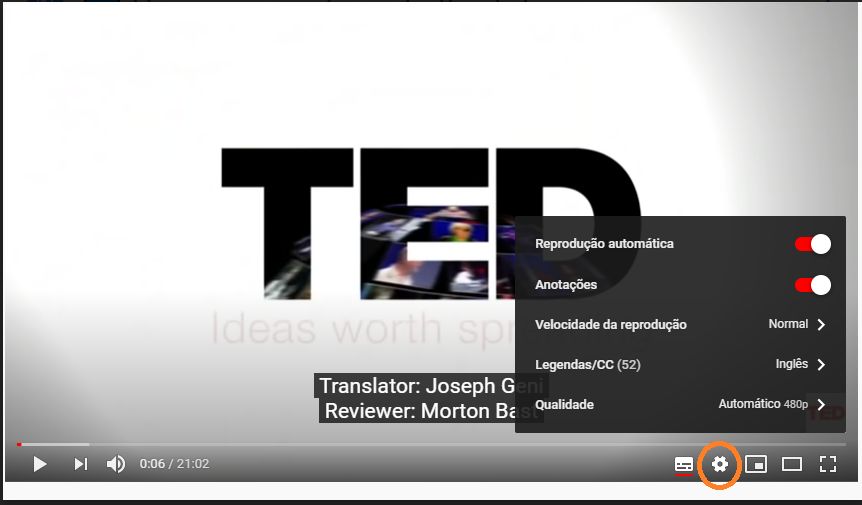 TED
Ideas worth spr
Translator: Joseph Geni
Reviewer: Morton Bast
Reprodução automática
Anotações
Velocidade da reprodução Normal
Legendas/CC (52) Inglês
Qualidade Automático 480p
TED
0:06 / 21:02